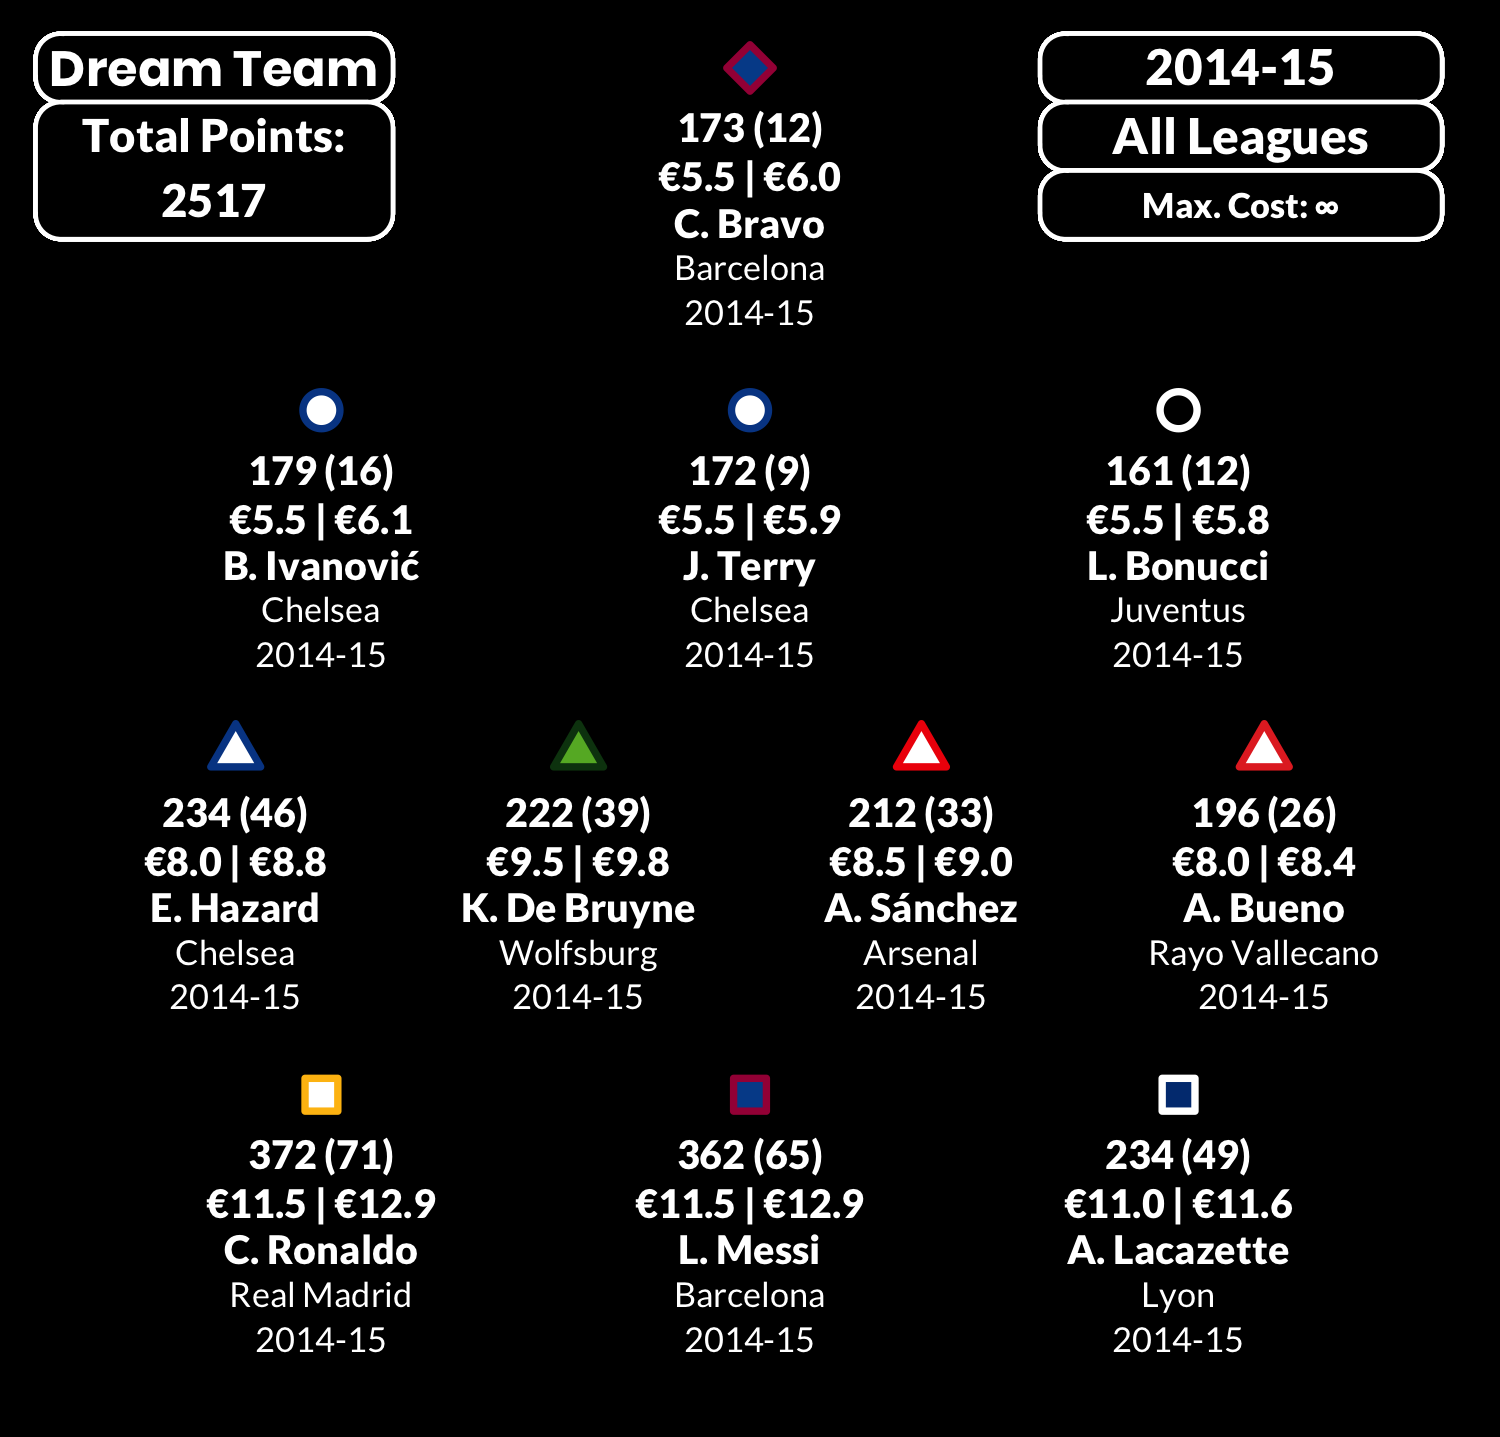 Dream Team
Total Points:
2517
2014-15
All Leagues
Max. Cost: ∞
173 (12)
€5.5 | €6.0
C. Bravo
Barcelona
2014-15
179 (16)
€5.5 | €6.1
B. Ivanović
Chelsea
2014-15
172 (9)
€5.5 | €5.9
J. Terry
Chelsea
2014-15
161 (12)
€5.5 | €5.8
L. Bonucci
Juventus
2014-15
234 (46)
€8.0 | €8.8
E. Hazard
Chelsea
2014-15
222 (39)
€9.5 | €9.8
K. De Bruyne
Wolfsburg
2014-15
212 (33)
€8.5 | €9.0
A. Sánchez
Arsenal
2014-15
196 (26)
€8.0 | €8.4
A. Bueno
Rayo Vallecano
2014-15
372 (71)
€11.5 | €12.9
C. Ronaldo
Real Madrid
2014-15
362 (65)
€11.5 | €12.9
L. Messi
Barcelona
2014-15
234 (49)
€11.0 | €11.6
A. Lacazette
Lyon
2014-15